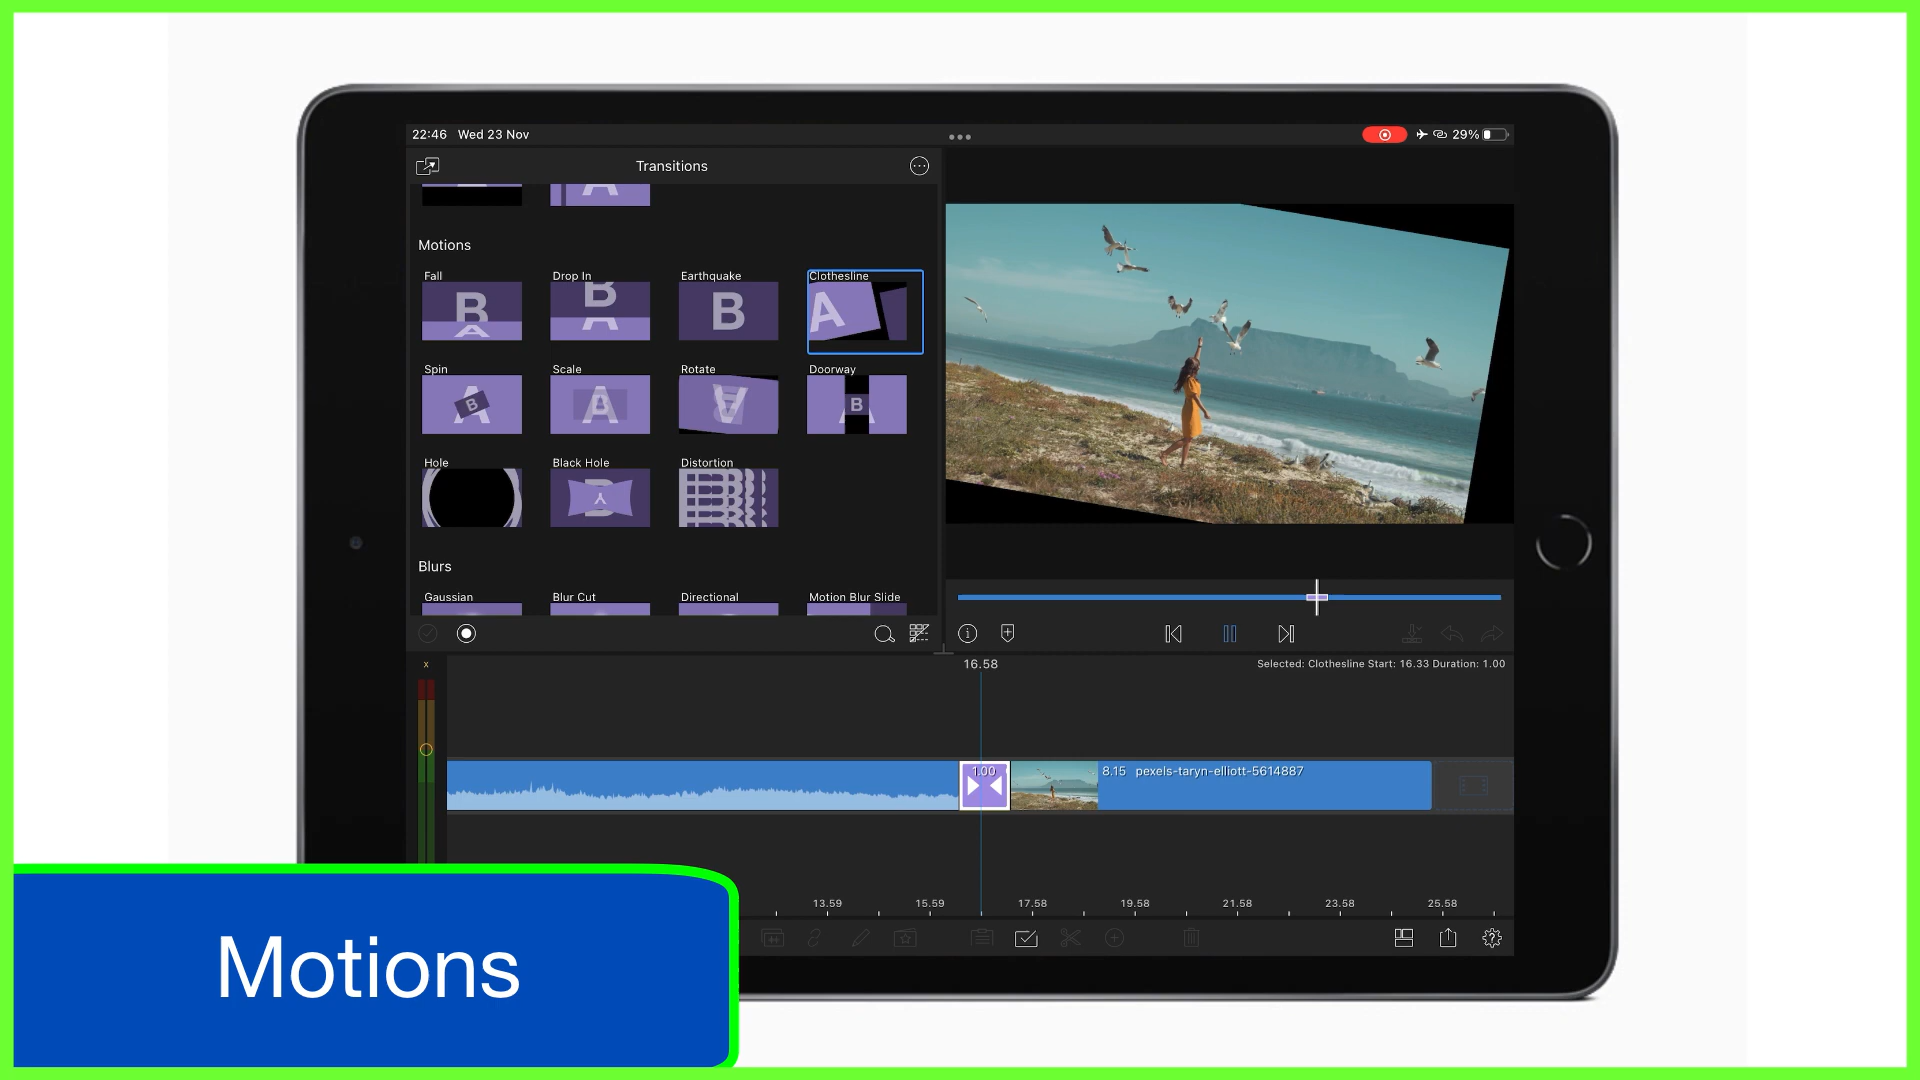 22:46 Wed 23 Nov
29%
Transitions
A
Motions
Fall
Drop In
Earthquake
Clothesline
B
A
B
A
B
A
Spin
Scale
Rotate
Doorway
A
B
A
B
A
B
A
B
Hole
Black Hole
Distortion
Blurs
Gaussian
Blur Cut
Directional
Motion Blur Slide
x
16.58
Selected: Clothesline Start: 16.33 Duration: 1.00
1.00
8.15 pexels-taryn-elliott-5614887
13.59
15.59
17.58
19.58
21.58
23.58
25.58
Motions